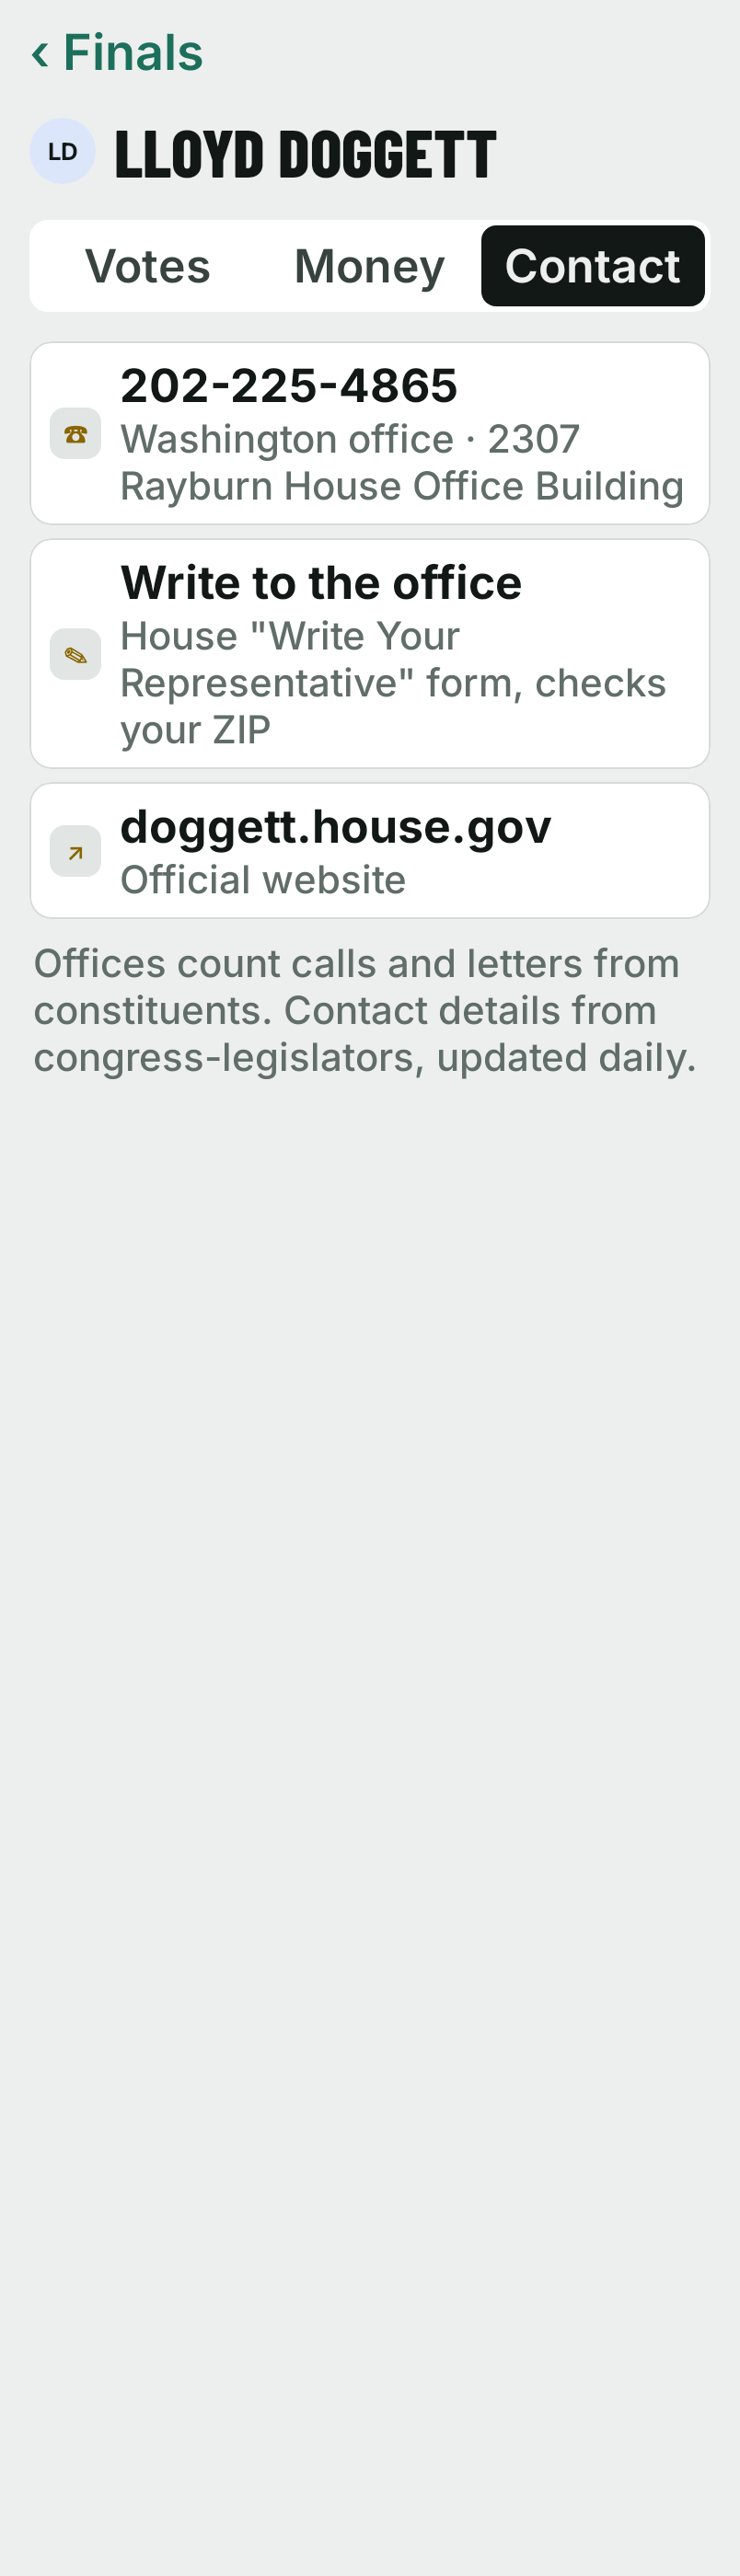 ‹ Finals
LD
LLOYD DOGGETT
Votes
Money
Contact
202-225-4865
Washington office · 2307
Rayburn House Office Building
Write to the office
House "Write Your
Representative" form, checks
your ZIP
doggett.house.gov
Official website
Offices count calls and letters from
constituents. Contact details from
congress-legislators, updated daily.